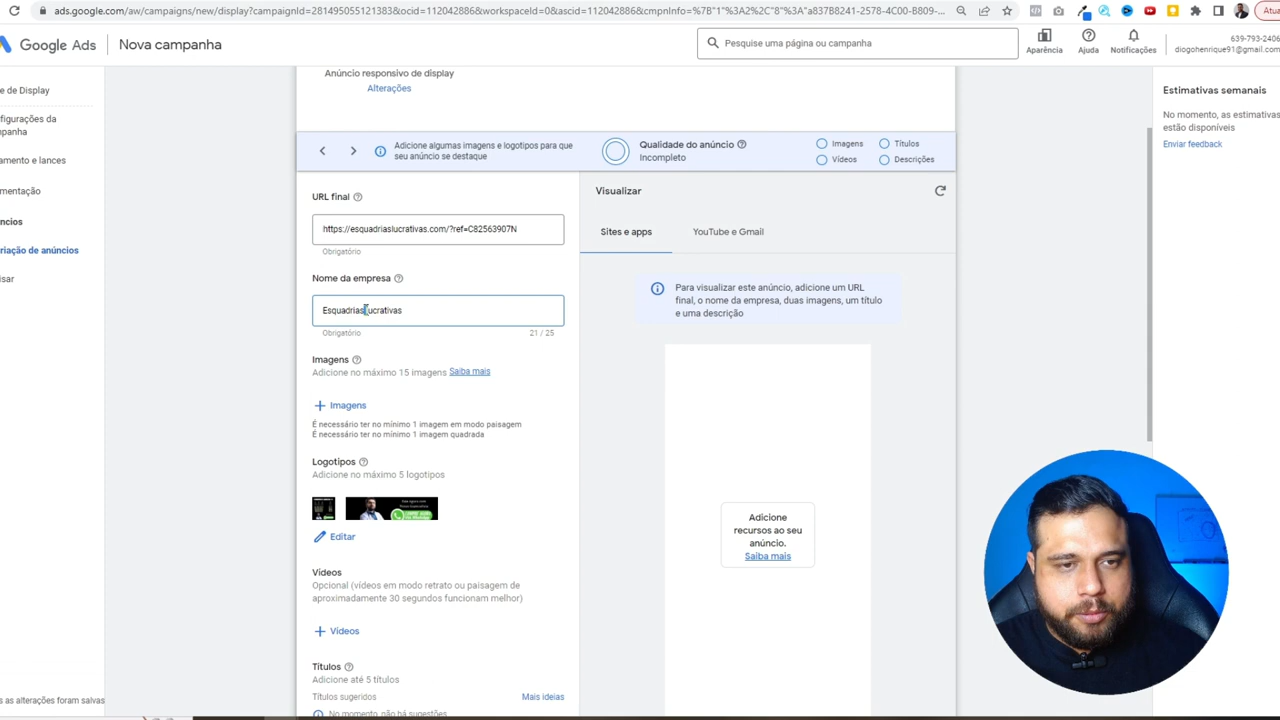 ads.google.com/aw/campaigns/new/display?campaignId=281495055121383&ocid=112042886&workspaceId=0&ascid=112042886&cmpnInfo=%7B"1"%2C"8"%3A"a837B8241-2578-4C00-B809-...
Atua
Google Ads
Nova campanha
Pesquise uma página ou campanha
Aparência
Ajuda
Notificações
639-793-2406
diogohenrique91@gmail.com
e de Display
figurações da
mpanha
amento e lances
mentação
ncios
riação de anúncios
isar
s as alterações foram salvas
Anúncio responsivo de display
Alterações
Adicione algumas imagens e logotipos para que
seu anúncio se destaque
Qualidade do anúncio
Incompleto
Imagens
Títulos
Vídeos
Descrições
URL final
https://esquadriaslucrativas.com/?ref=C82563907N
Obrigatório
Nome da empresa
Esquadrias lucrativas
Obrigatório
21 / 25
Imagens
Adicione no máximo 15 imagens Saiba mais
+ Imagens
É necessário ter no mínimo 1 imagem em modo paisagem
É necessário ter no mínimo 1 imagem quadrada
Logotipos
Adicione no máximo 5 logotipos
Editar
Vídeos
Opcional (vídeos em modo retrato ou paisagem de
aproximadamente 30 segundos funcionam melhor)
+ Vídeos
Títulos
Adicione até 5 títulos
Títulos sugeridos
Mais ideias
No momento, não há sugestões
Visualizar
Sites e apps
YouTube e Gmail
Para visualizar este anúncio, adicione um URL
final, o nome da empresa, duas imagens, um título
e uma descrição
Adicione
recursos ao seu
anúncio.
Saiba mais
Estimativas semanais
No momento, as estimativas
estão disponíveis
Enviar feedback